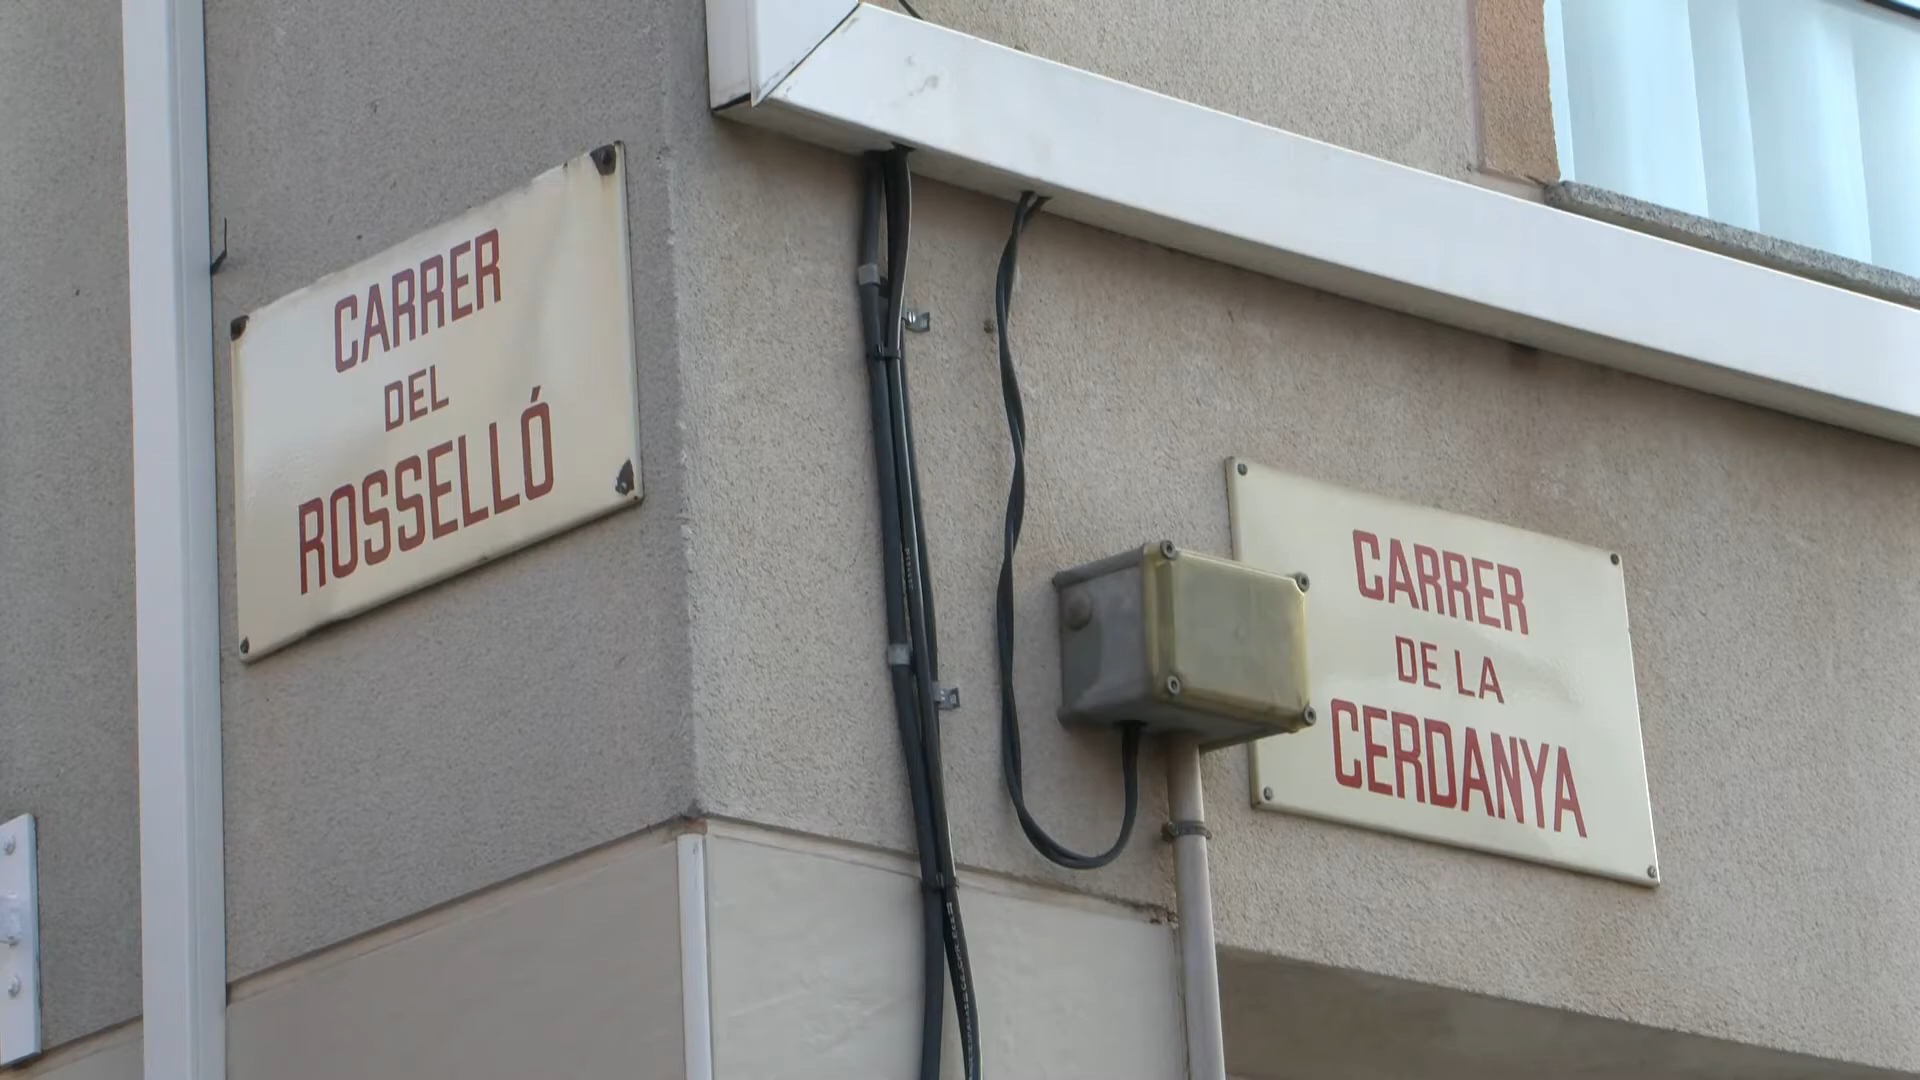 CARRER
DEL
ROSSELLÓ
CARRER
DE LA
CERDANYA